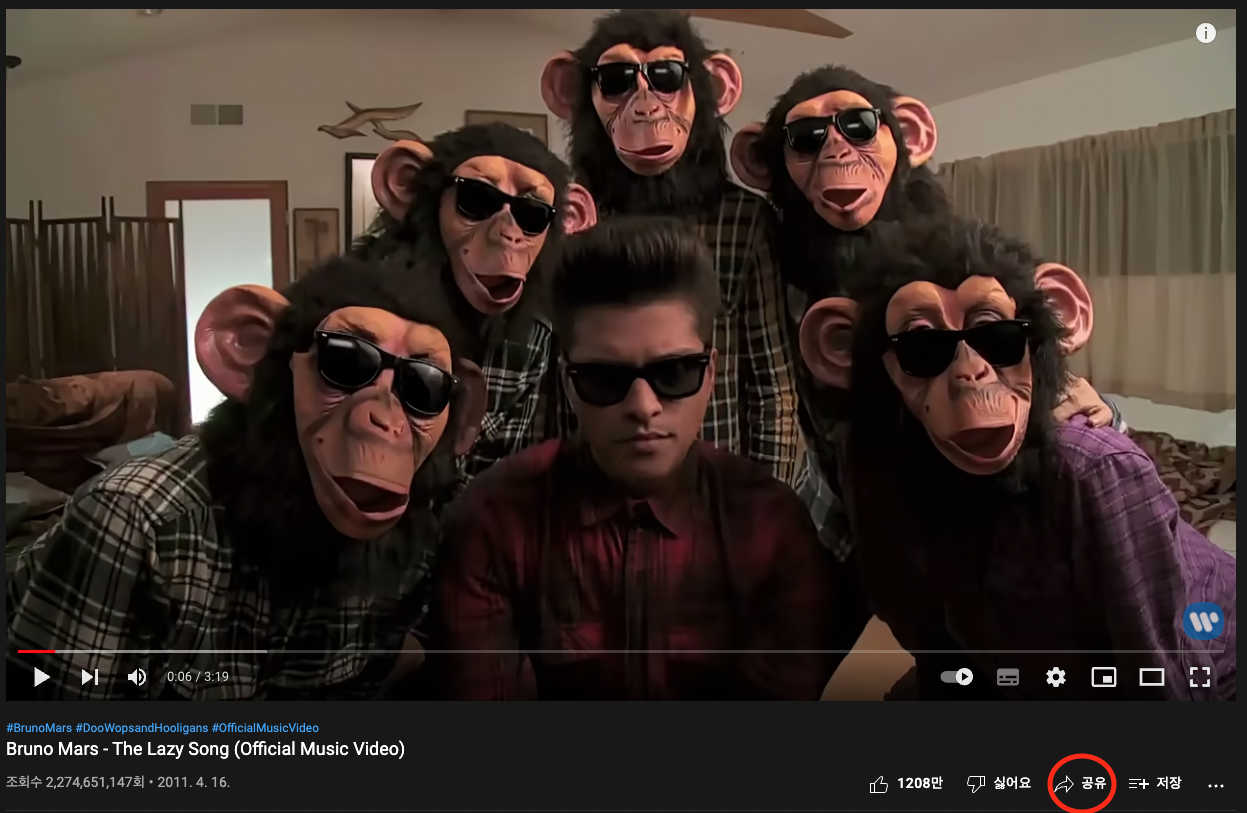 i
0:06 / 3:19
#BrunoMars #DooWopsandHooligans #OfficialMusicVideo
Bruno Mars - The Lazy Song (Official Music Video)
조회수 2,274,651,147회 • 2011. 4. 16.
1208만 싫어요 공유 저장 ...